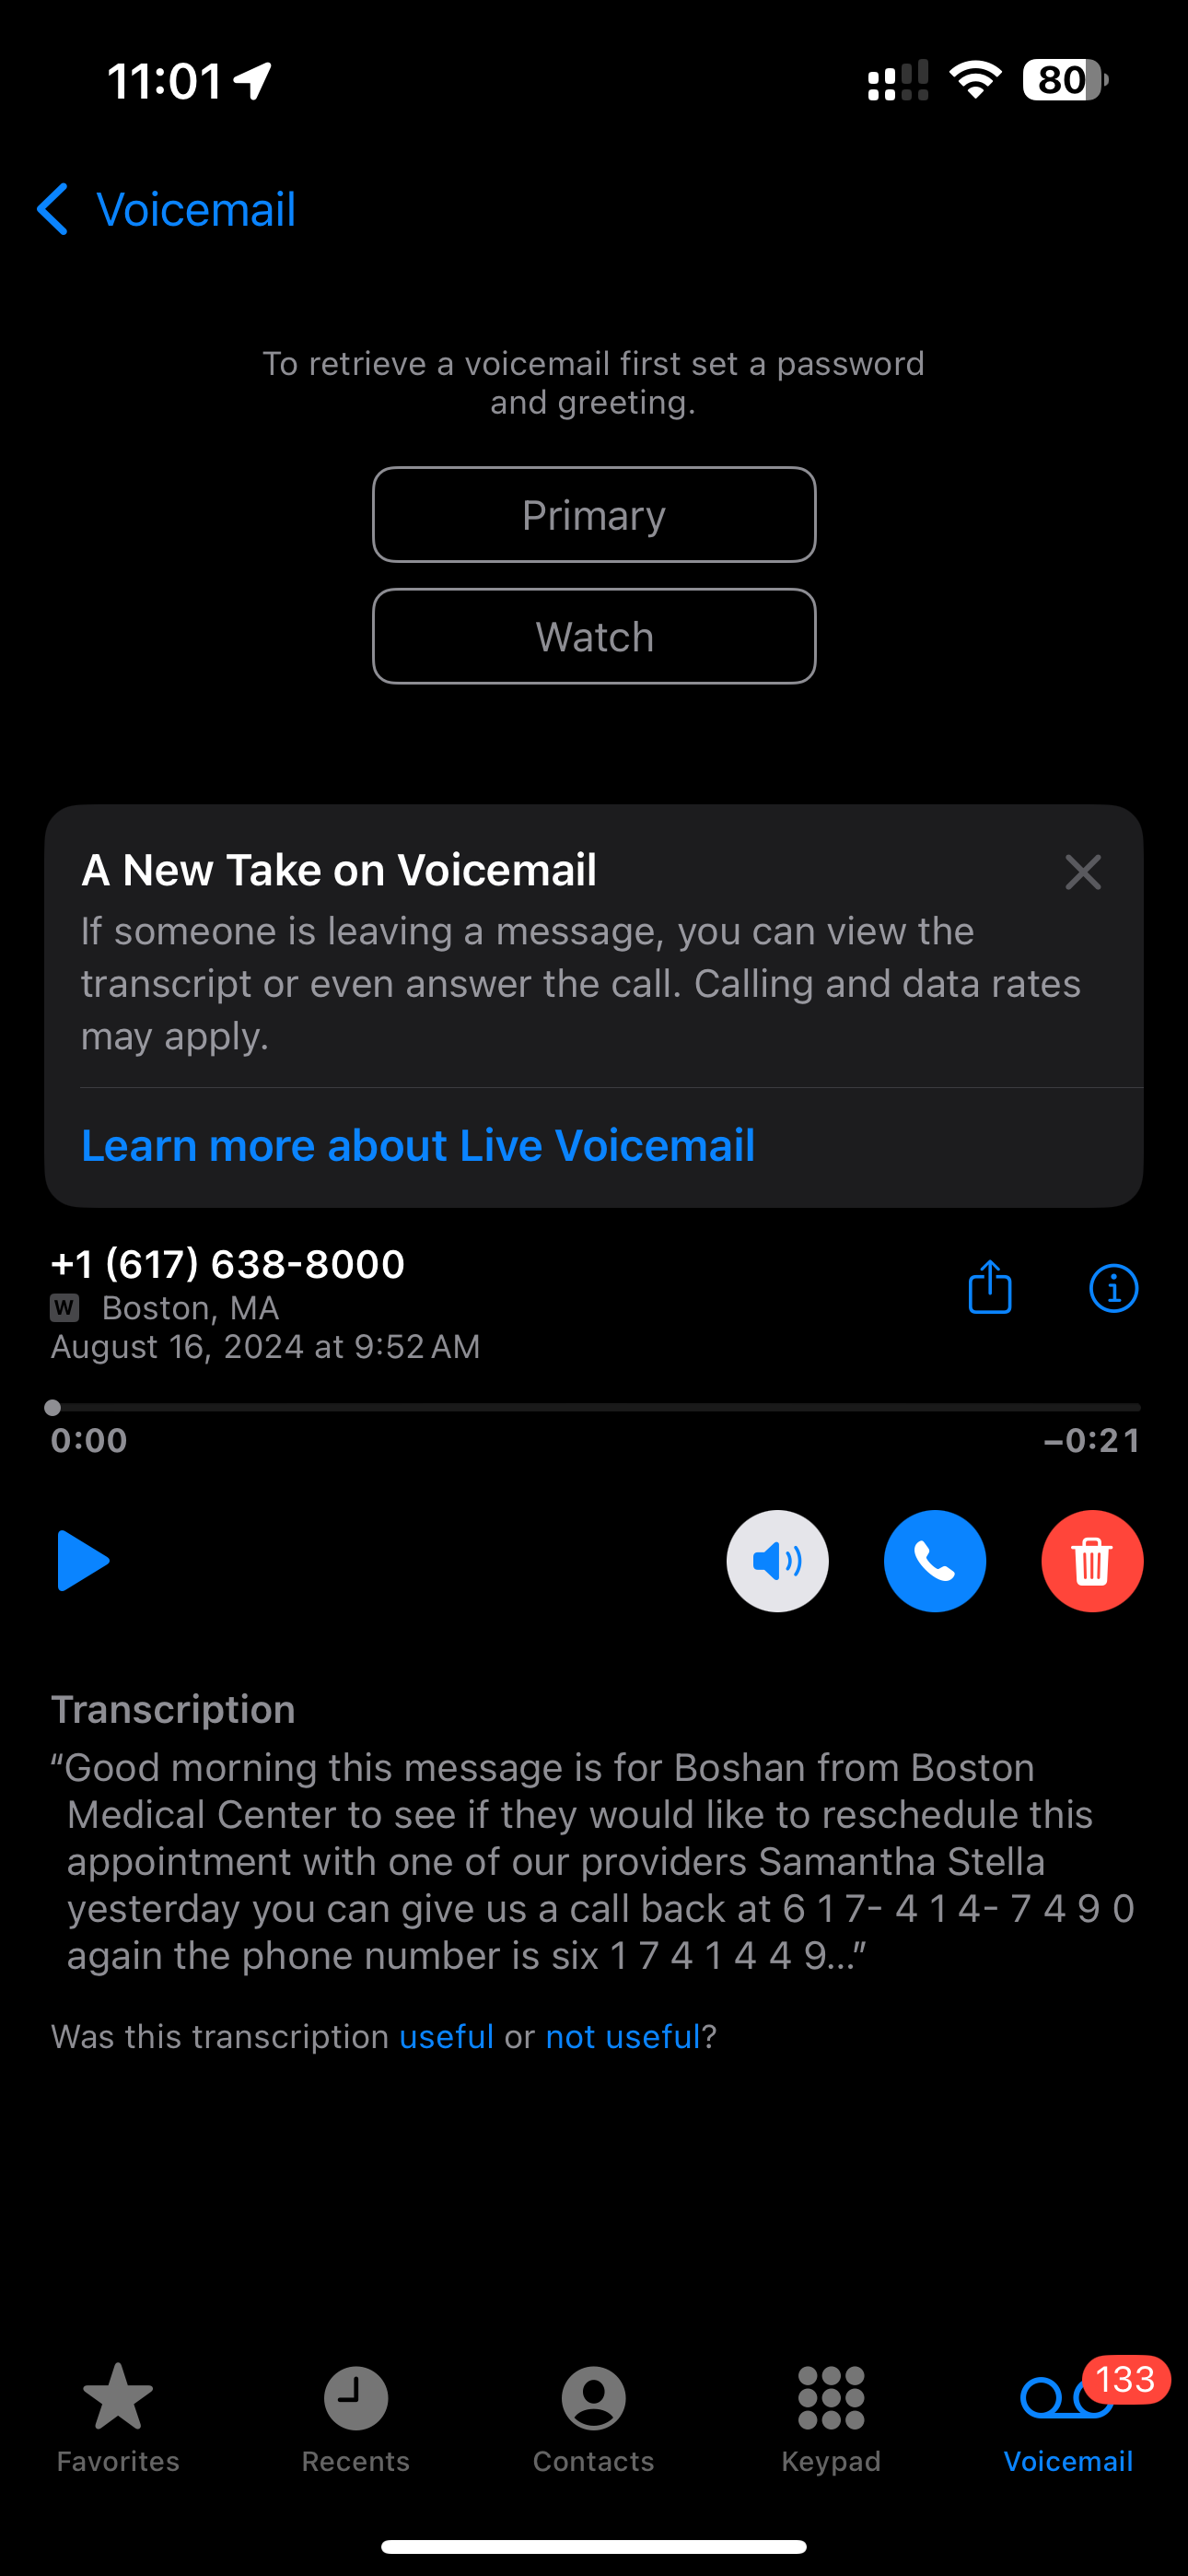 11:01
80
Voicemail
To retrieve a voicemail first set a password
and greeting.
Primary
Watch
A New Take on Voicemail
If someone is leaving a message, you can view the
transcript or even answer the call. Calling and data rates
may apply.
Learn more about Live Voicemail
+1 (617) 638-8000
W Boston, MA
August 16, 2024 at 9:52 AM
0:00
–0:21
Transcription
“Good morning this message is for Boshan from Boston
Medical Center to see if they would like to reschedule this
appointment with one of our providers Samantha Stella
yesterday you can give us a call back at 6 1 7- 4 1 4- 7 4 9 0
again the phone number is six 1 7 4 1 4 4 9...”
Was this transcription useful or not useful?
133
Favorites
Recents
Contacts
Keypad
Voicemail